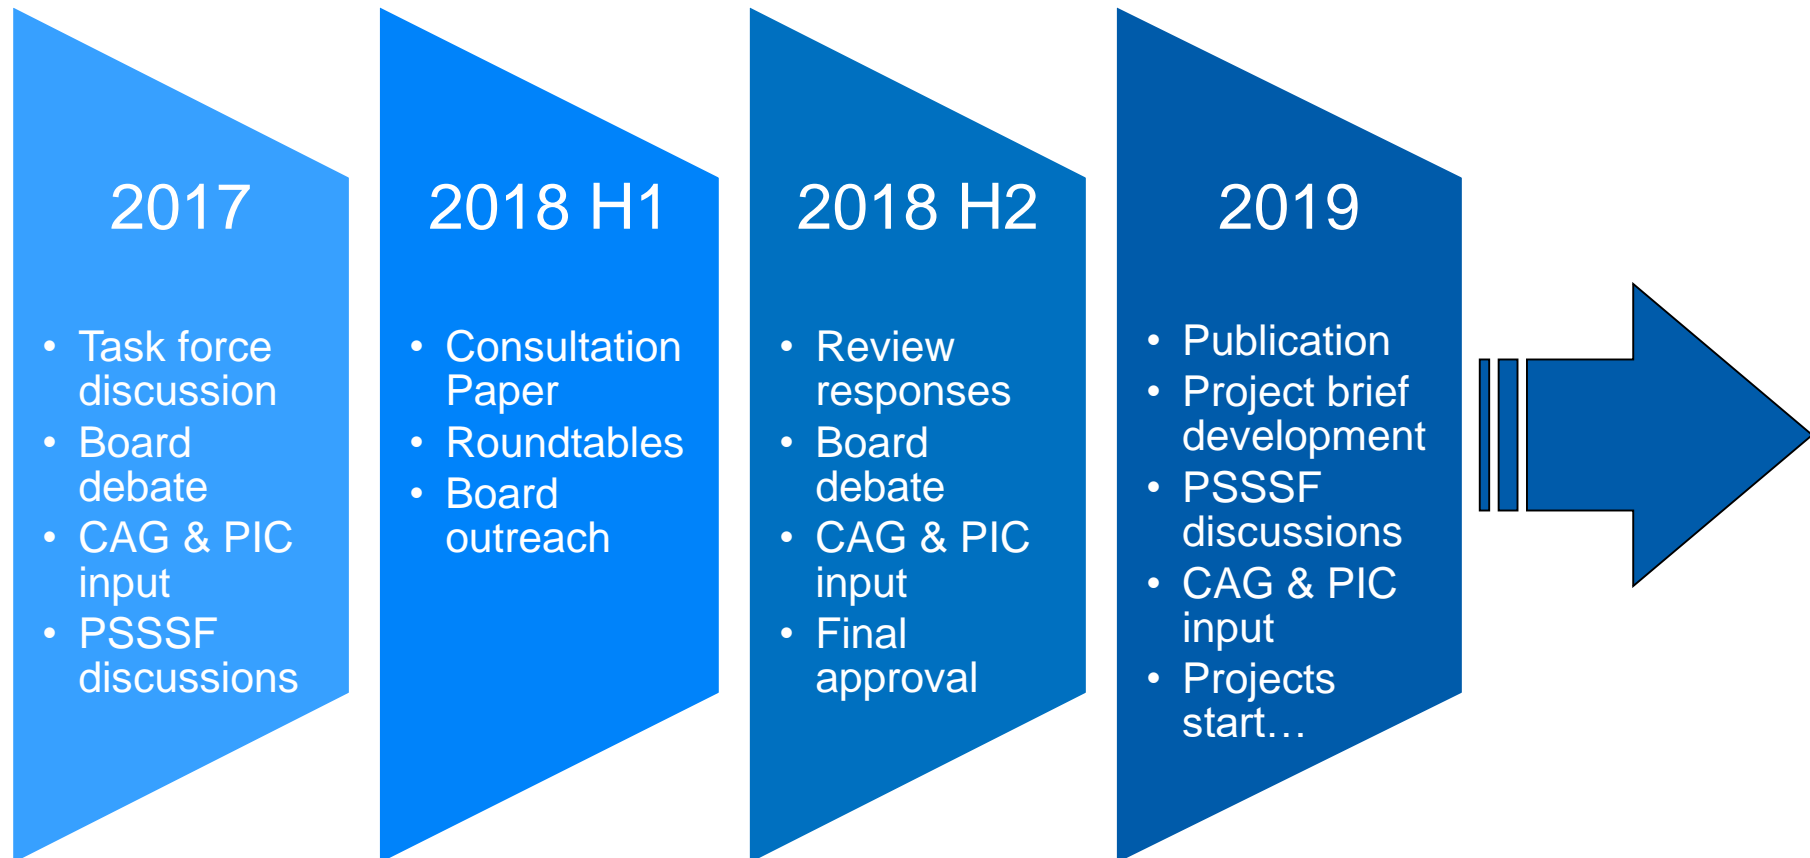 2017
• Task force
discussion
• Board
debate
• CAG & PIC
input
• PSSSF
discussions
2018 H1
• Consultation
Paper
• Roundtables
• Board
outreach
2018 H2
• Review
responses
• Board
debate
• CAG & PIC
input
• Final
approval
2019
• Publication
• Project brief
development
• PSSSF
discussions
• CAG & PIC
input
• Projects
start…